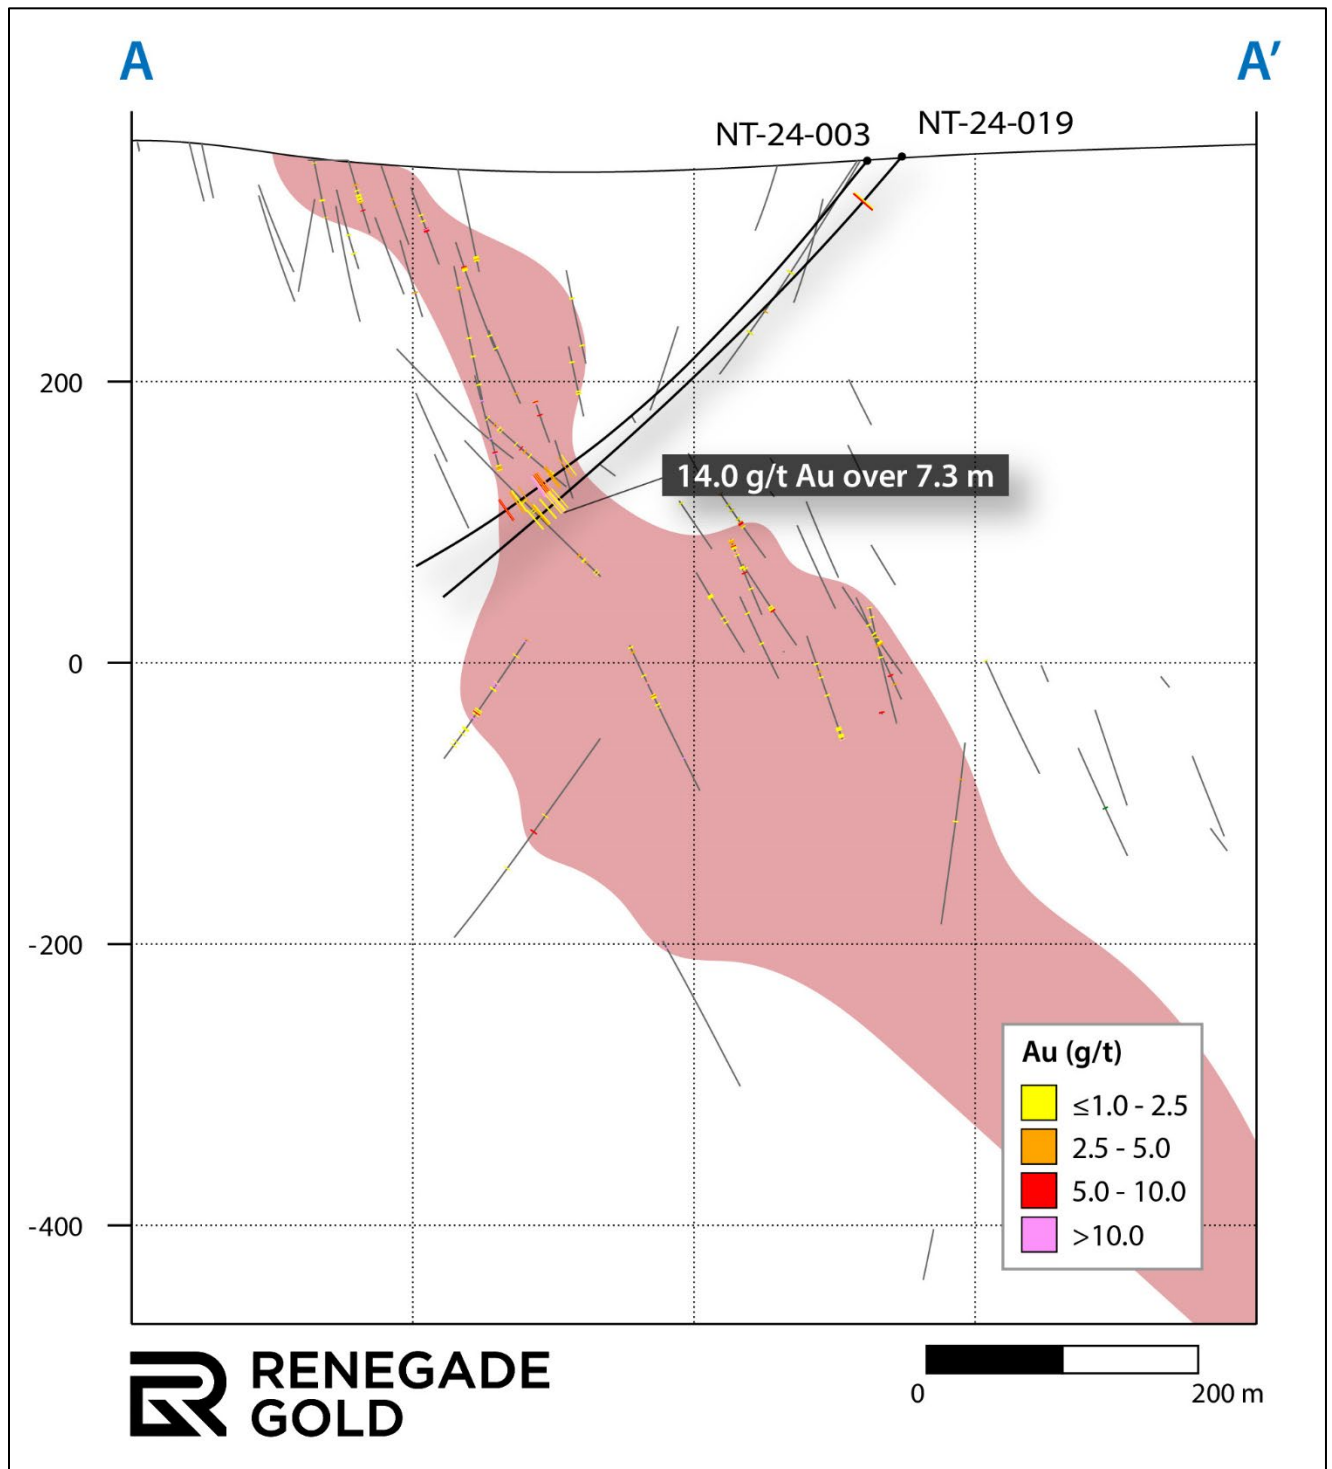 A
A′
NT-24-003
NT-24-019
200
14.0 g/t Au over 7.3 m
0
-200
-400
Au (g/t)
≤1.0 - 2.5
2.5 - 5.0
5.0 - 10.0
>10.0
RENEGADE
GOLD
0
200 m